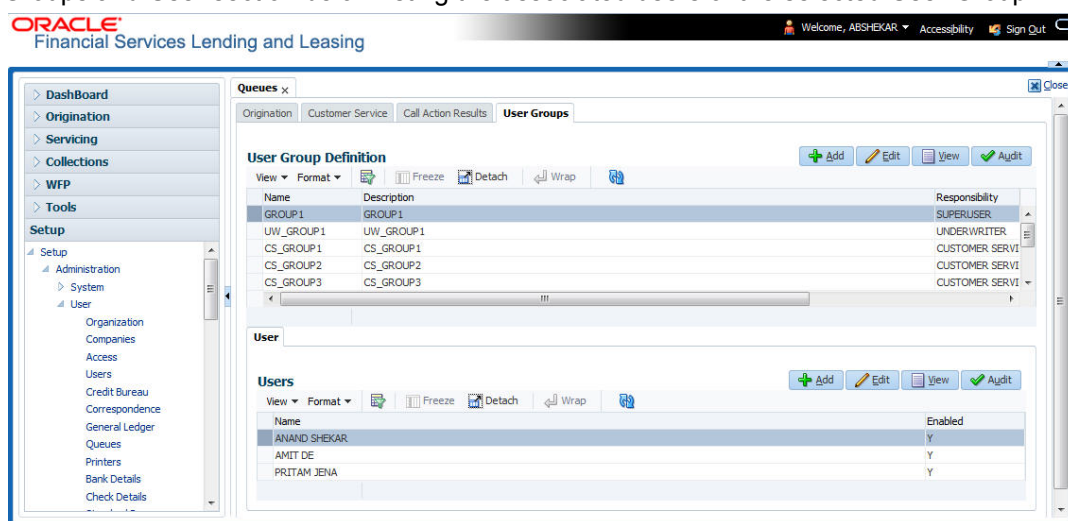 ORACLE
Financial Services Lending and Leasing
Welcome, ABSHEKAR Accessibility Sign Out
DashBoard
Origination
Servicing
Collections
WFP
Tools
Setup
Setup
Administration
System
User
Organization
Companies
Access
Users
Credit Bureau
Correspondence
General Ledger
Queues
Printers
Bank Details
Check Details
Queues x
Close
Origination Customer Service Call Action Results User Groups
User Group Definition
Add Edit View Audit
View Format Freeze Detach Wrap
Name Description Responsibility
GROUP1 GROUP1 SUPERUSER
UW_GROUP1 UW_GROUP1 UNDERWRITER
CS_GROUP1 CS_GROUP1 CUSTOMER SERVI
CS_GROUP2 CS_GROUP2 CUSTOMER SERVI
CS_GROUP3 CS_GROUP3 CUSTOMER SERVI
User
Users
Add Edit View Audit
View Format Freeze Detach Wrap
Name Enabled
ANAND SHEKAR Y
AMIT DE Y
PRITAM JENA Y